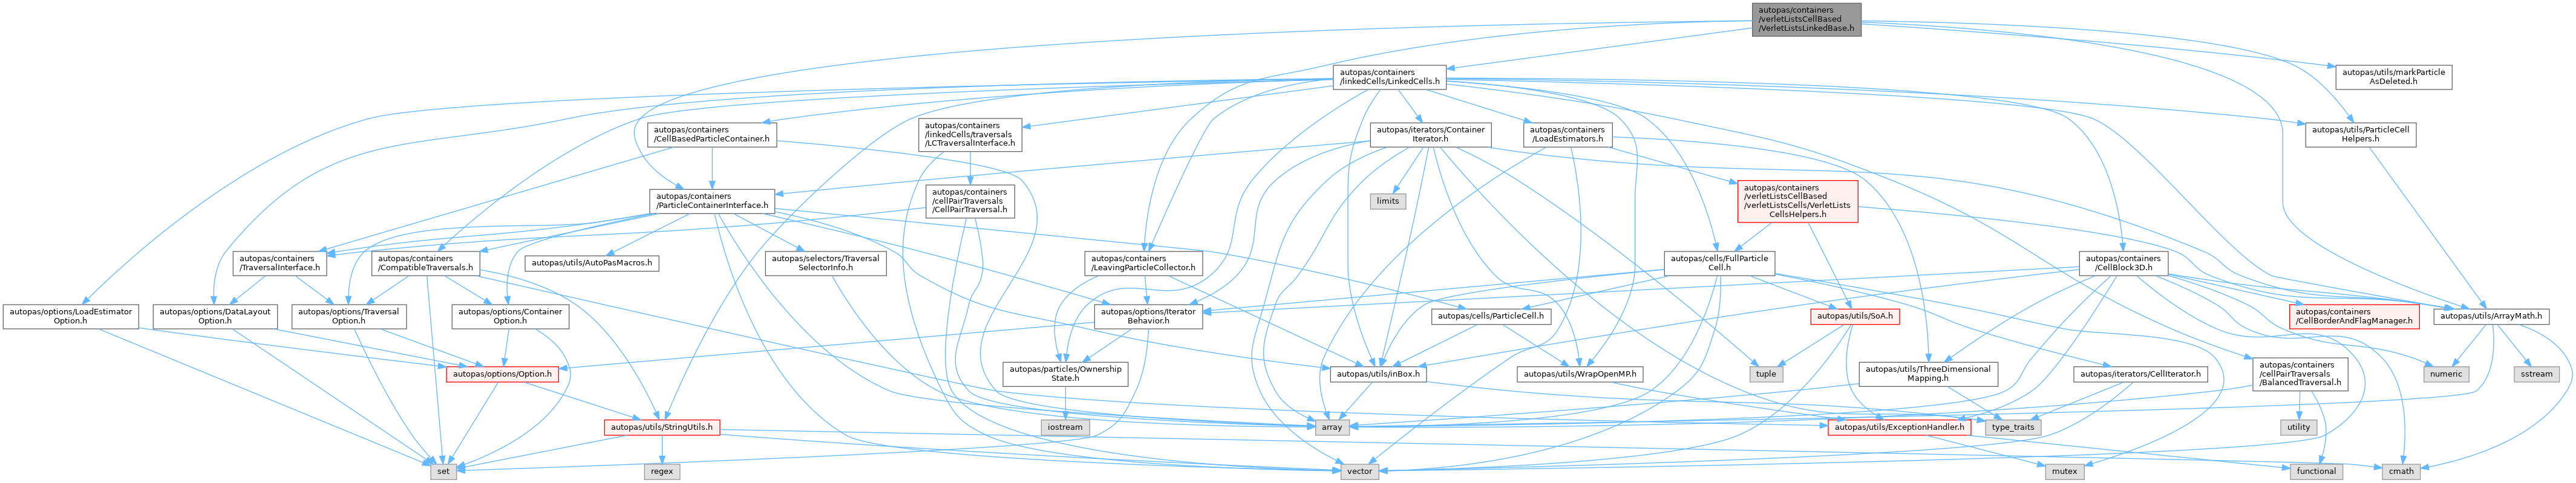 autopas/containers
/verletListsCellBased
/VerletListsLinkedBase.h
autopas/containers
/linkedCells/LinkedCells.h
autopas/utils/markParticle
AsDeleted.h
autopas/containers
/CellBasedParticleContainer.h
autopas/containers
/linkedCells/traversals
/LCTraversalInterface.h
autopas/iterators/Container
Iterator.h
autopas/containers
/LoadEstimators.h
autopas/utils/ParticleCell
Helpers.h
autopas/containers
/ParticleContainerInterface.h
autopas/containers
/cellPairTraversals
/CellPairTraversal.h
limits
autopas/containers
/verletListsCellBased
/verletListsCells/VerletLists
CellsHelpers.h
autopas/containers
/TraversalInterface.h
autopas/containers
/CompatibleTraversals.h
autopas/utils/AutoPasMacros.h
autopas/selectors/Traversal
SelectorInfo.h
autopas/containers
/LeavingParticleCollector.h
autopas/cells/FullParticle
Cell.h
autopas/containers
/CellBlock3D.h
autopas/options/LoadEstimator
Option.h
autopas/options/DataLayout
Option.h
autopas/options/Traversal
Option.h
autopas/options/Container
Option.h
autopas/options/Iterator
Behavior.h
autopas/cells/ParticleCell.h
autopas/utils/SoA.h
autopas/containers
/CellBorderAndFlagManager.h
autopas/utils/ArrayMath.h
autopas/options/Option.h
autopas/particles/Ownership
State.h
autopas/utils/inBox.h
autopas/utils/WrapOpenMP.h
tuple
autopas/utils/ThreeDimensional
Mapping.h
autopas/iterators/CellIterator.h
autopas/containers
/cellPairTraversals
/BalancedTraversal.h
numeric
sstream
autopas/utils/StringUtils.h
iostream
array
autopas/utils/ExceptionHandler.h
type_traits
utility
set
regex
vector
mutex
functional
cmath